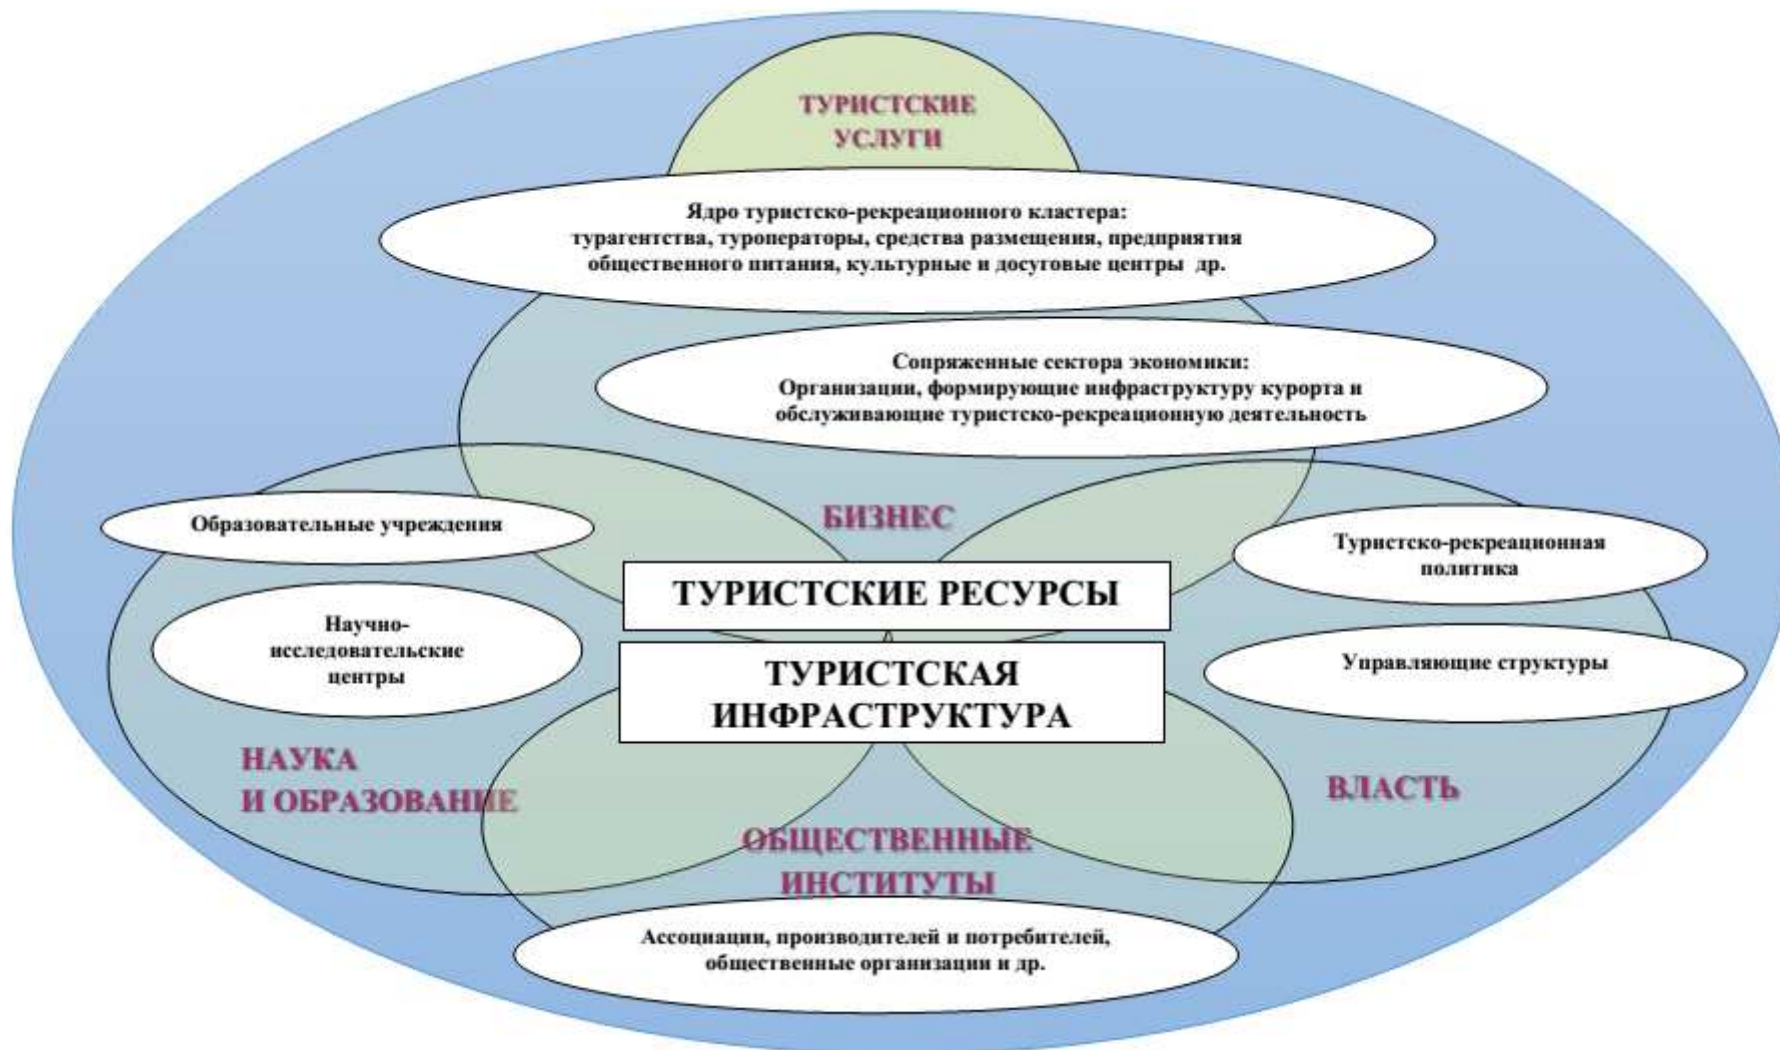 ТУРИСТСКИЕ
УСЛУГИ
Ядро туристско-рекреационного кластера:
турагентства, туроператоры, средства размещения, предприятия
общественного питания, культурные и досуговые центры др.
Сопряженные сектора экономики:
Организации, формирующие инфраструктуру курорта и
обслуживающие туристско-рекреационную деятельность
БИЗНЕС
Образовательные учреждения
Научно-
исследовательские
центры
НАУКА
И ОБРАЗОВАНИЕ
ТУРИСТСКИЕ РЕСУРСЫ
ТУРИСТСКАЯ
ИНФРАСТРУКТУРА
Туристско-рекреационная
политика
Управляющие структуры
ВЛАСТЬ
ОБЩЕСТВЕННЫЕ
ИНСТИТУТЫ
Ассоциации, производителей и потребителей,
общественные организации и др.